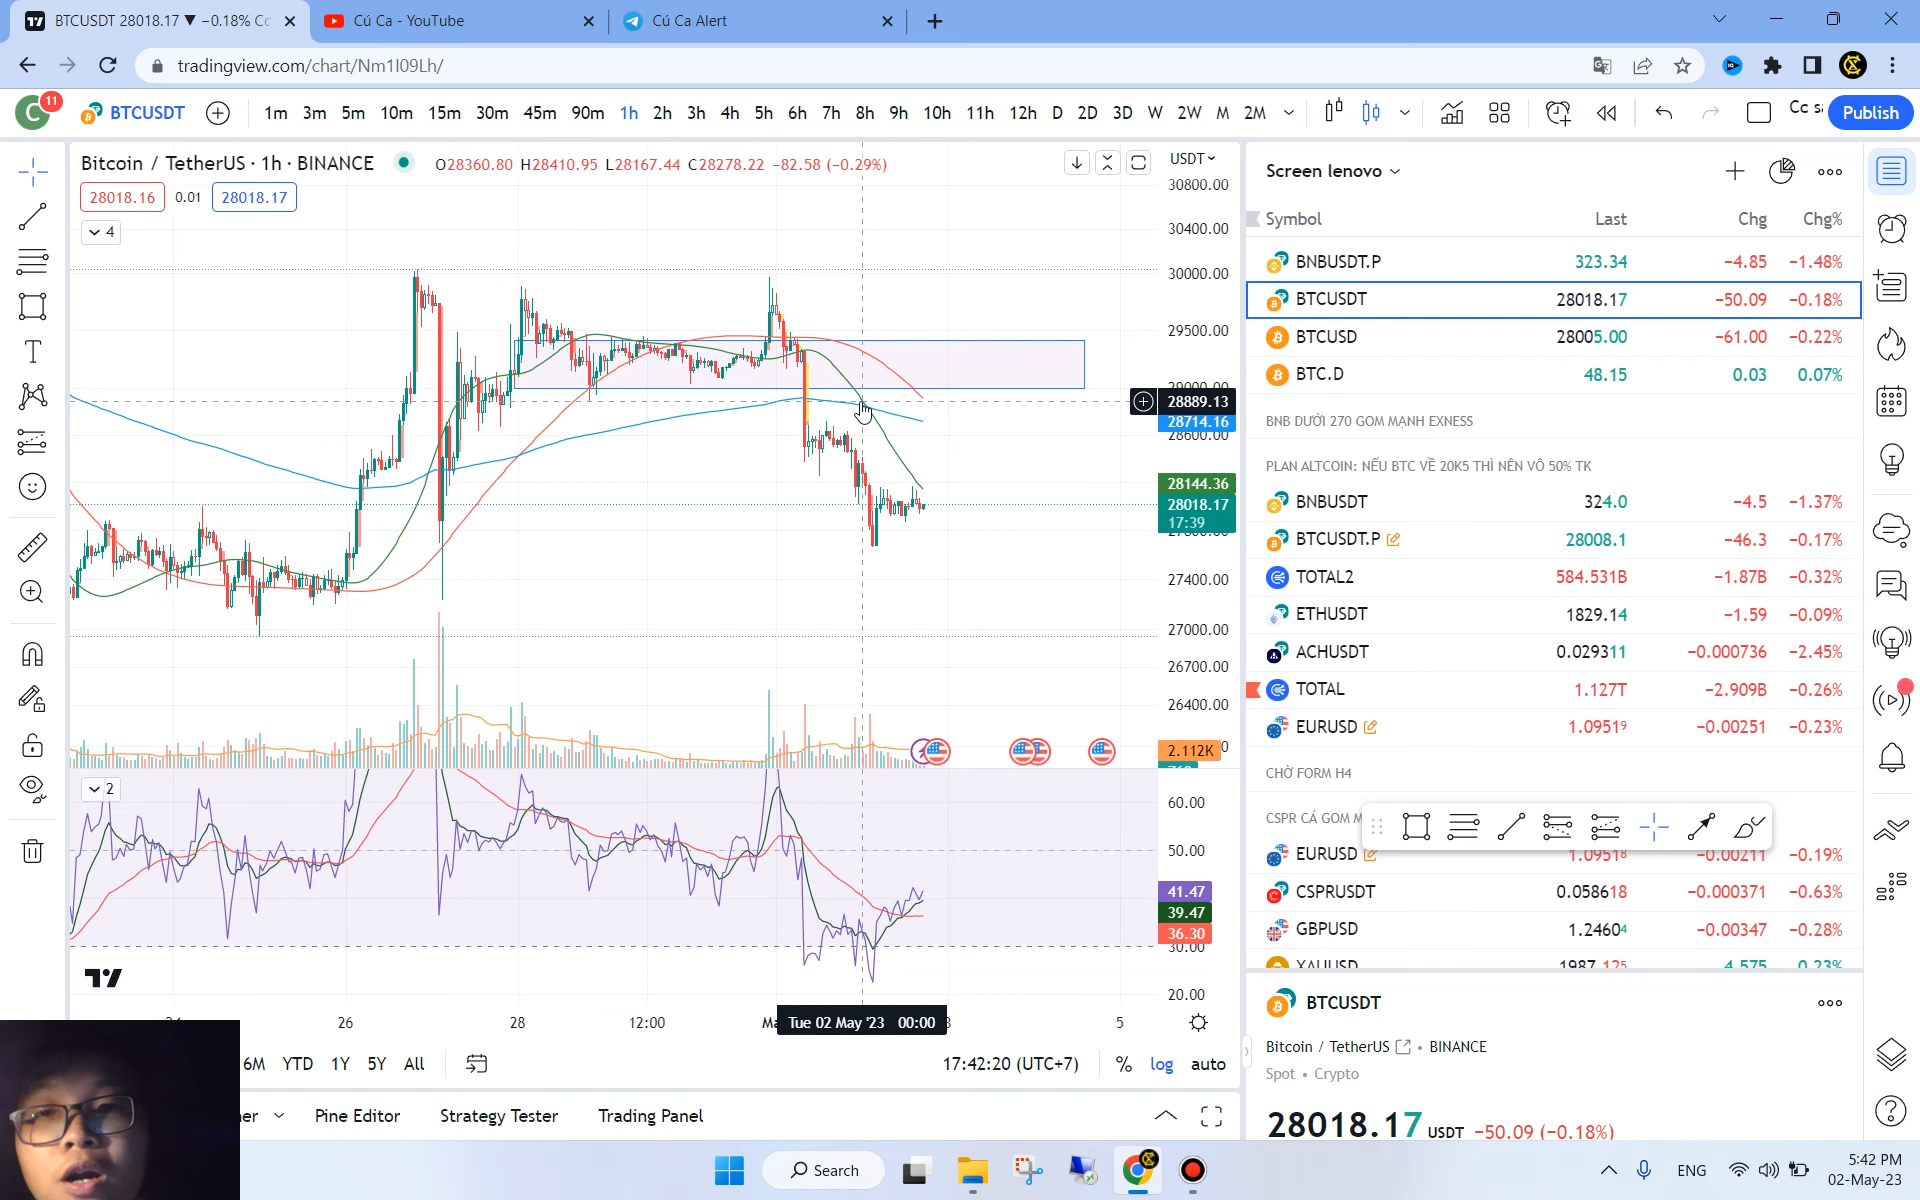 BTCUSDT 28018.17 ▼ −0.18% Cc
Cú Ca - YouTube
Cú Ca Alert
tradingview.com/chart/Nm1I09Lh/
C
11
BTCUSDT
1m 3m 5m 10m 15m 30m 45m 90m 1h 2h 3h 4h 5h 6h 7h 8h 9h 10h 11h 12h D 2D 3D W 2W M 2M
Publish
Bitcoin / TetherUS · 1h · BINANCE
O28360.80 H28410.95 L28167.44 C28278.22 −82.58 (−0.29%)
28018.16 0.01 28018.17
4
USDT
30800.00
30400.00
30000.00
29500.00
29000.00
28889.13
28714.16
28600.00
28144.36
28018.17
17:39
27400.00
27000.00
26700.00
26400.00
2.112K
2
60.00
50.00
41.47
39.47
36.30
30.00
20.00
26 28 12:00 Tue 02 May '23 00:00 5
6M YTD 1Y 5Y All
17:42:20 (UTC+7) % log auto
Pine Editor Strategy Tester Trading Panel
Screen lenovo
Symbol Last Chg Chg%
BNBUSDT.P 323.34 −4.85 −1.48%
BTCUSDT 28018.17 −50.09 −0.18%
BTCUSD 28005.00 −61.00 −0.22%
BTC.D 48.15 0.03 0.07%
BNB DƯỚI 270 GOM MẠNH EXNESS
PLAN ALTCOIN: NẾU BTC VỀ 20K5 THÌ NÊN VÔ 50% TK
BNBUSDT 324.0 −4.5 −1.37%
BTCUSDT.P 28008.1 −46.3 −0.17%
TOTAL2 584.531B −1.87B −0.32%
ETHUSDT 1829.14 −1.59 −0.09%
ACHUSDT 0.029311 −0.000736 −2.45%
TOTAL 1.127T −2.909B −0.26%
EURUSD 1.09519 −0.00251 −0.23%
CHỜ FORM H4
CSPR CÁ GOM
EURUSD 1.09518 −0.00211 −0.19%
CSPRUSDT 0.058618 −0.000371 −0.63%
GBPUSD 1.24604 −0.00347 −0.28%
XAUUSD 1987.125 4.575 0.23%
BTCUSDT
Bitcoin / TetherUS • BINANCE
Spot • Crypto
28018.17 USDT −50.09 (−0.18%)
Search
ENG
5:42 PM
02-May-23